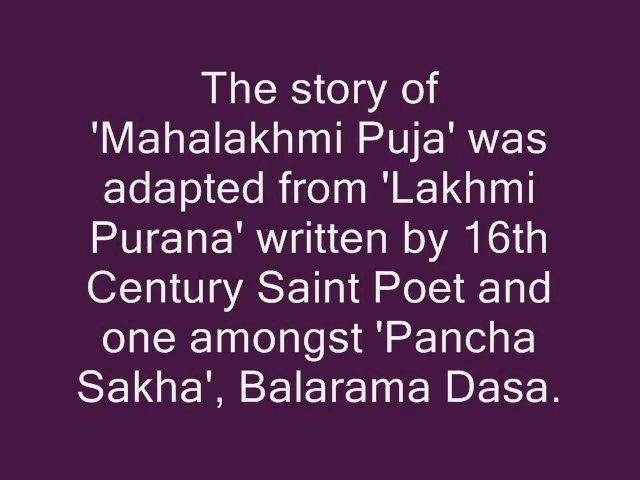 The story of
'Mahalakhmi Puja' was
adapted from 'Lakhmi
Purana' written by 16th
Century Saint Poet and
one amongst 'Pancha
Sakha', Balarama Dasa.